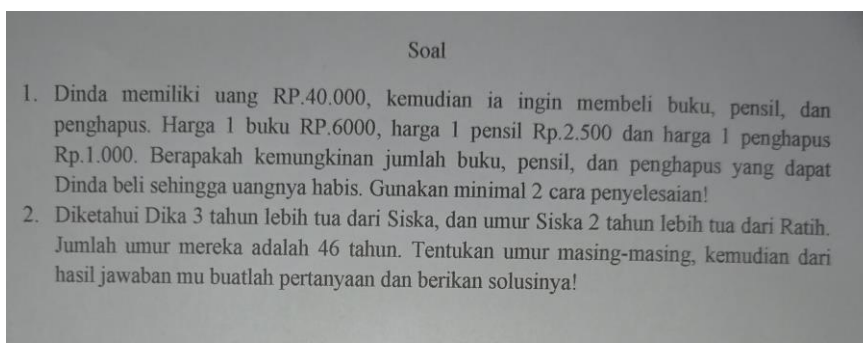 Soal
1. Dinda memiliki uang RP.40.000, kemudian ia ingin membeli buku, pensil, dan
penghapus. Harga 1 buku RP.6000, harga 1 pensil Rp.2.500 dan harga 1 penghapus
Rp.1.000. Berapakah kemungkinan jumlah buku, pensil, dan penghapus yang dapat
Dinda beli sehingga uangnya habis. Gunakan minimal 2 cara penyelesaian!
2. Diketahui Dika 3 tahun lebih tua dari Siska, dan umur Siska 2 tahun lebih tua dari Ratih.
Jumlah umur mereka adalah 46 tahun. Tentukan umur masing-masing, kemudian dari
hasil jawaban mu buatlah pertanyaan dan berikan solusinya!